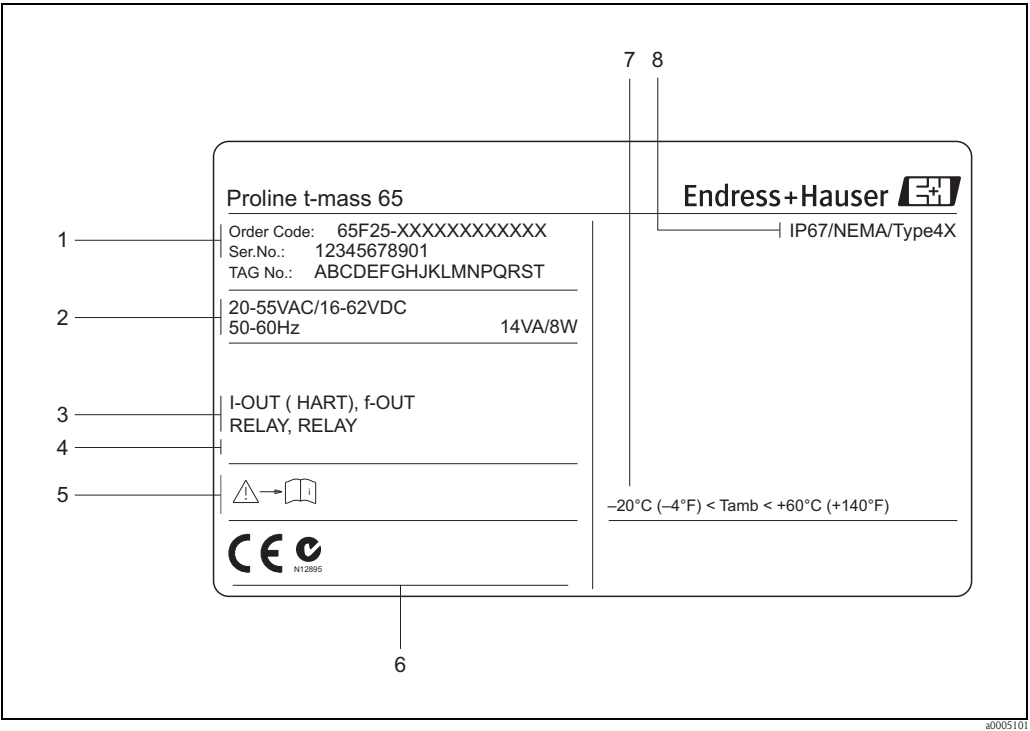 7 8
Proline t-mass 65
Endress+Hauser
1
Order Code: 65F25-XXXXXXXXXXXX
Ser.No.: 12345678901
TAG No.: ABCDEFGHJKLMNPQRST
IP67/NEMA/Type4X
2
20-55VAC/16-62VDC
50-60Hz 14VA/8W
3
I-OUT ( HART), f-OUT
RELAY, RELAY
4
5
i
–20°C (–4°F) < Tamb < +60°C (+140°F)
CE
N12895
6
a0005101